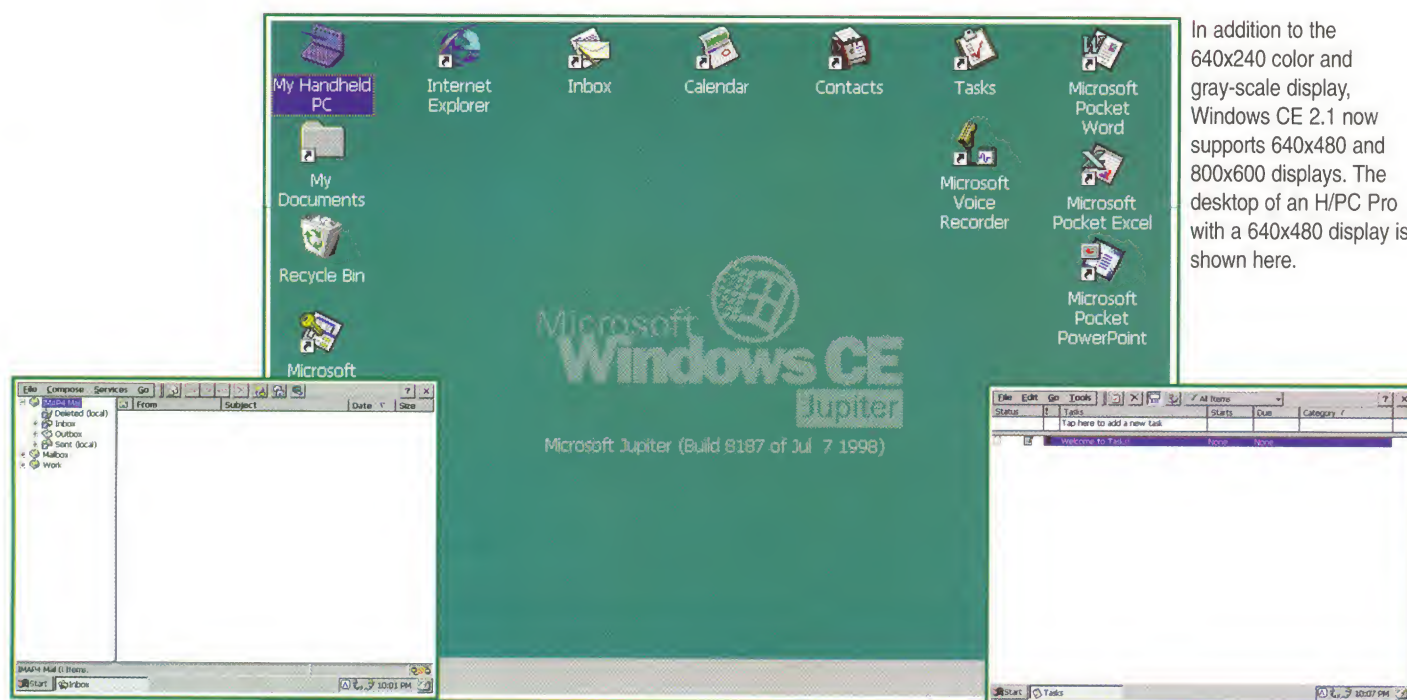 My Handheld
PC
Internet
Explorer
Inbox
Calendar
Contacts
Tasks
Microsoft
Pocket
Word
My
Documents
Microsoft
Voice
Recorder
Microsoft
Pocket Excel
Recycle Bin
Microsoft
Pocket
PowerPoint
Microsoft
Microsoft
Windows CE
Jupiter
Microsoft Jupiter (Build 8187 of Jul 7 1998)
In addition to the
640x240 color and
gray-scale display,
Windows CE 2.1 now
supports 640x480 and
800x600 displays. The
desktop of an H/PC Pro
with a 640x480 display is
shown here.
File Compose Services Go ? x
IMAP4 Mail From Subject Date Size
Deleted (local)
Inbox
Outbox
Sent (local)
Mailbox
Work
IMAP4 Mail Items.
Start Inbox 10:01 PM
File Edit Go Tools All Items ? x
Status ! Tasks Starts Due Category
Tap here to add a new task
Welcome to Tasks! None None
Start Tasks 10:07 PM